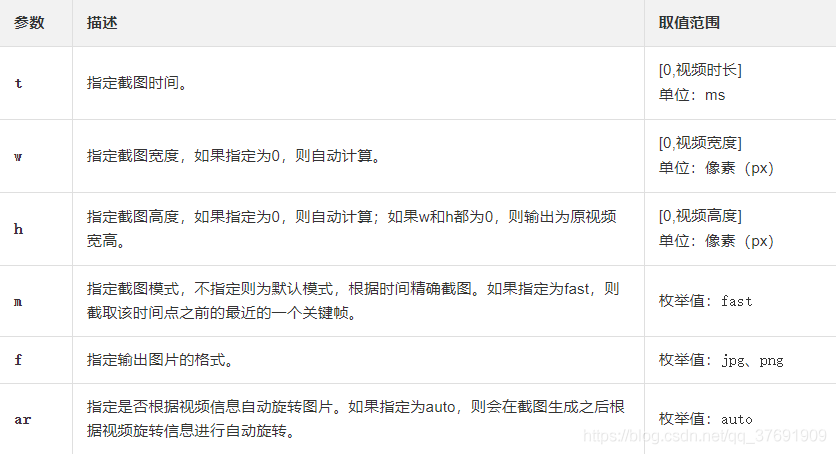 参数 描述 取值范围
t 指定截图时间。 [0,视频时长]
单位：ms
w 指定截图宽度，如果指定为0，则自动计算。 [0,视频宽度]
单位：像素（px）
h 指定截图高度，如果指定为0，则自动计算；如果w和h都为0，则输出为原视频 [0,视频高度]
宽高。 单位：像素（px）
m 指定截图模式，不指定则为默认模式，根据时间精确截图。如果指定为fast，则 枚举值：fast
截取该时间点之前的最近的一个关键帧。
f 指定输出图片的格式。 枚举值：jpg、png
ar 指定是否根据视频信息自动旋转图片。如果指定为auto，则会在截图生成之后根 枚举值：auto
据视频旋转信息进行自动旋转。
https://blog.csdn.net/qq_37691909